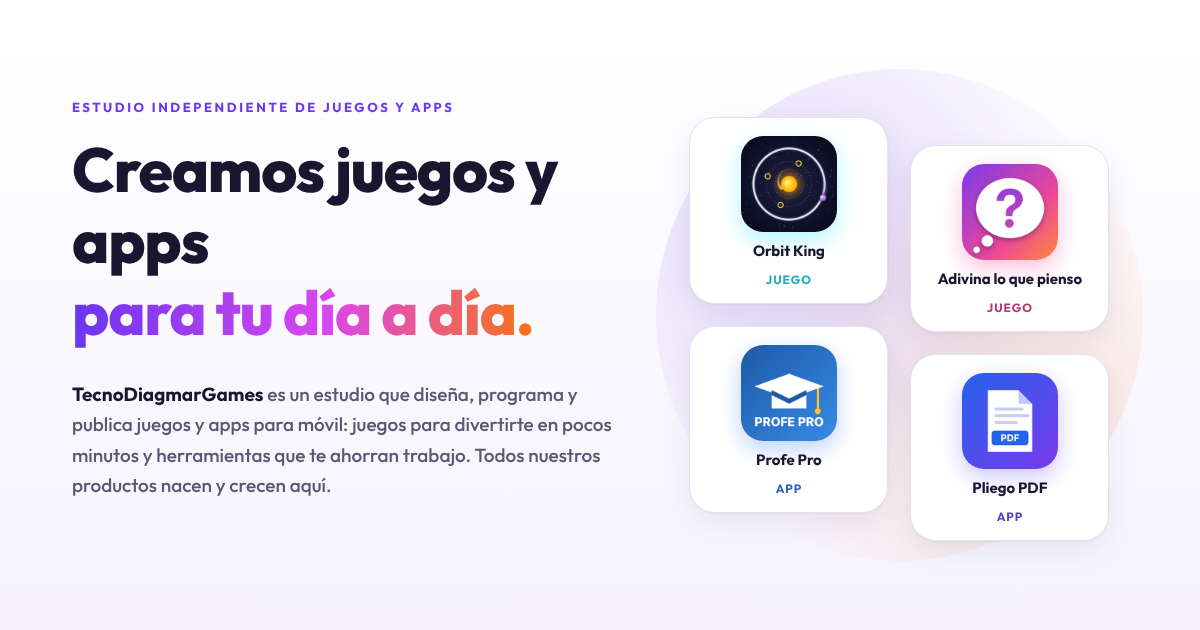 ESTUDIO INDEPENDIENTE DE JUEGOS Y APPS
Creamos juegos y
apps
para tu día a día.
TecnoDiagmarGames es un estudio que diseña, programa y
publica juegos y apps para móvil: juegos para divertirte en pocos
minutos y herramientas que te ahorran trabajo. Todos nuestros
productos nacen y crecen aquí.
Orbit King
JUEGO
?
Adivina lo que pienso
JUEGO
PROFE PRO
Profe Pro
APP
PDF
Pliego PDF
APP